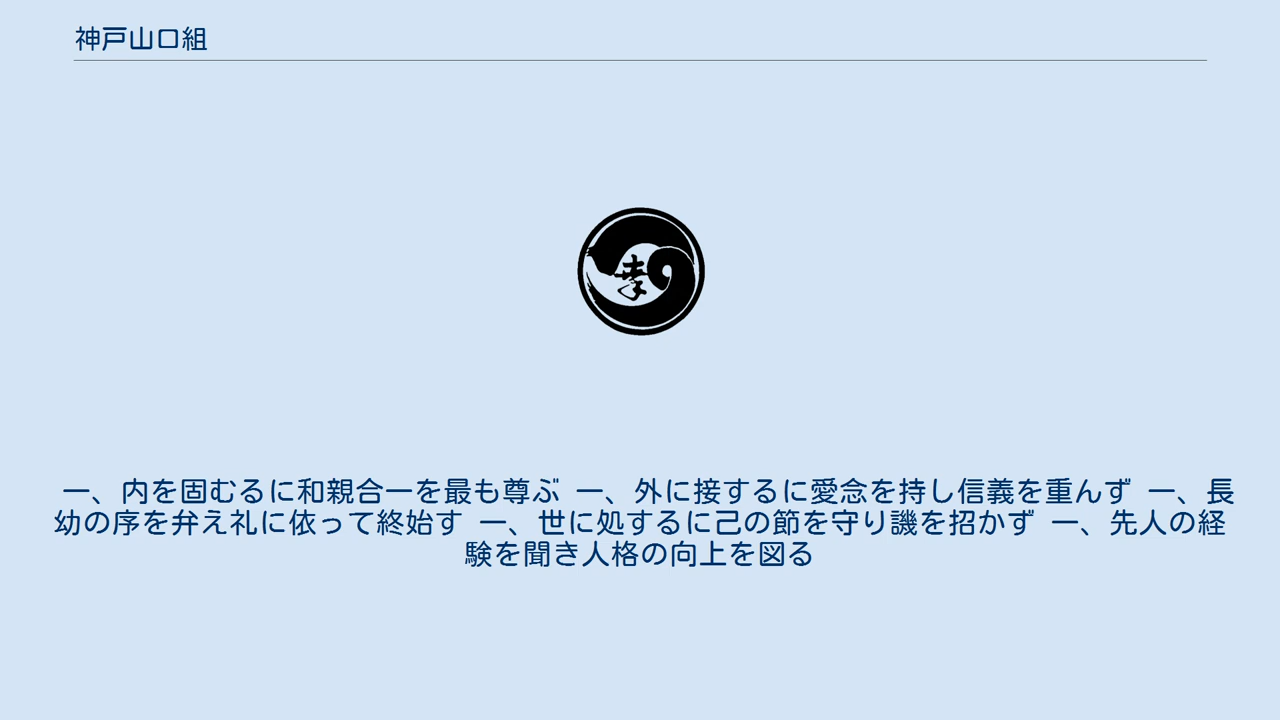 神戸山口組
孝
一、内を固むるに和親合一を最も尊ぶ 一、外に接するに愛念を持し信義を重んず 一、長
幼の序を弁え礼に依って終始す 一、世に処するに己の節を守り譏を招かず 一、先人の経
験を聞き人格の向上を図る